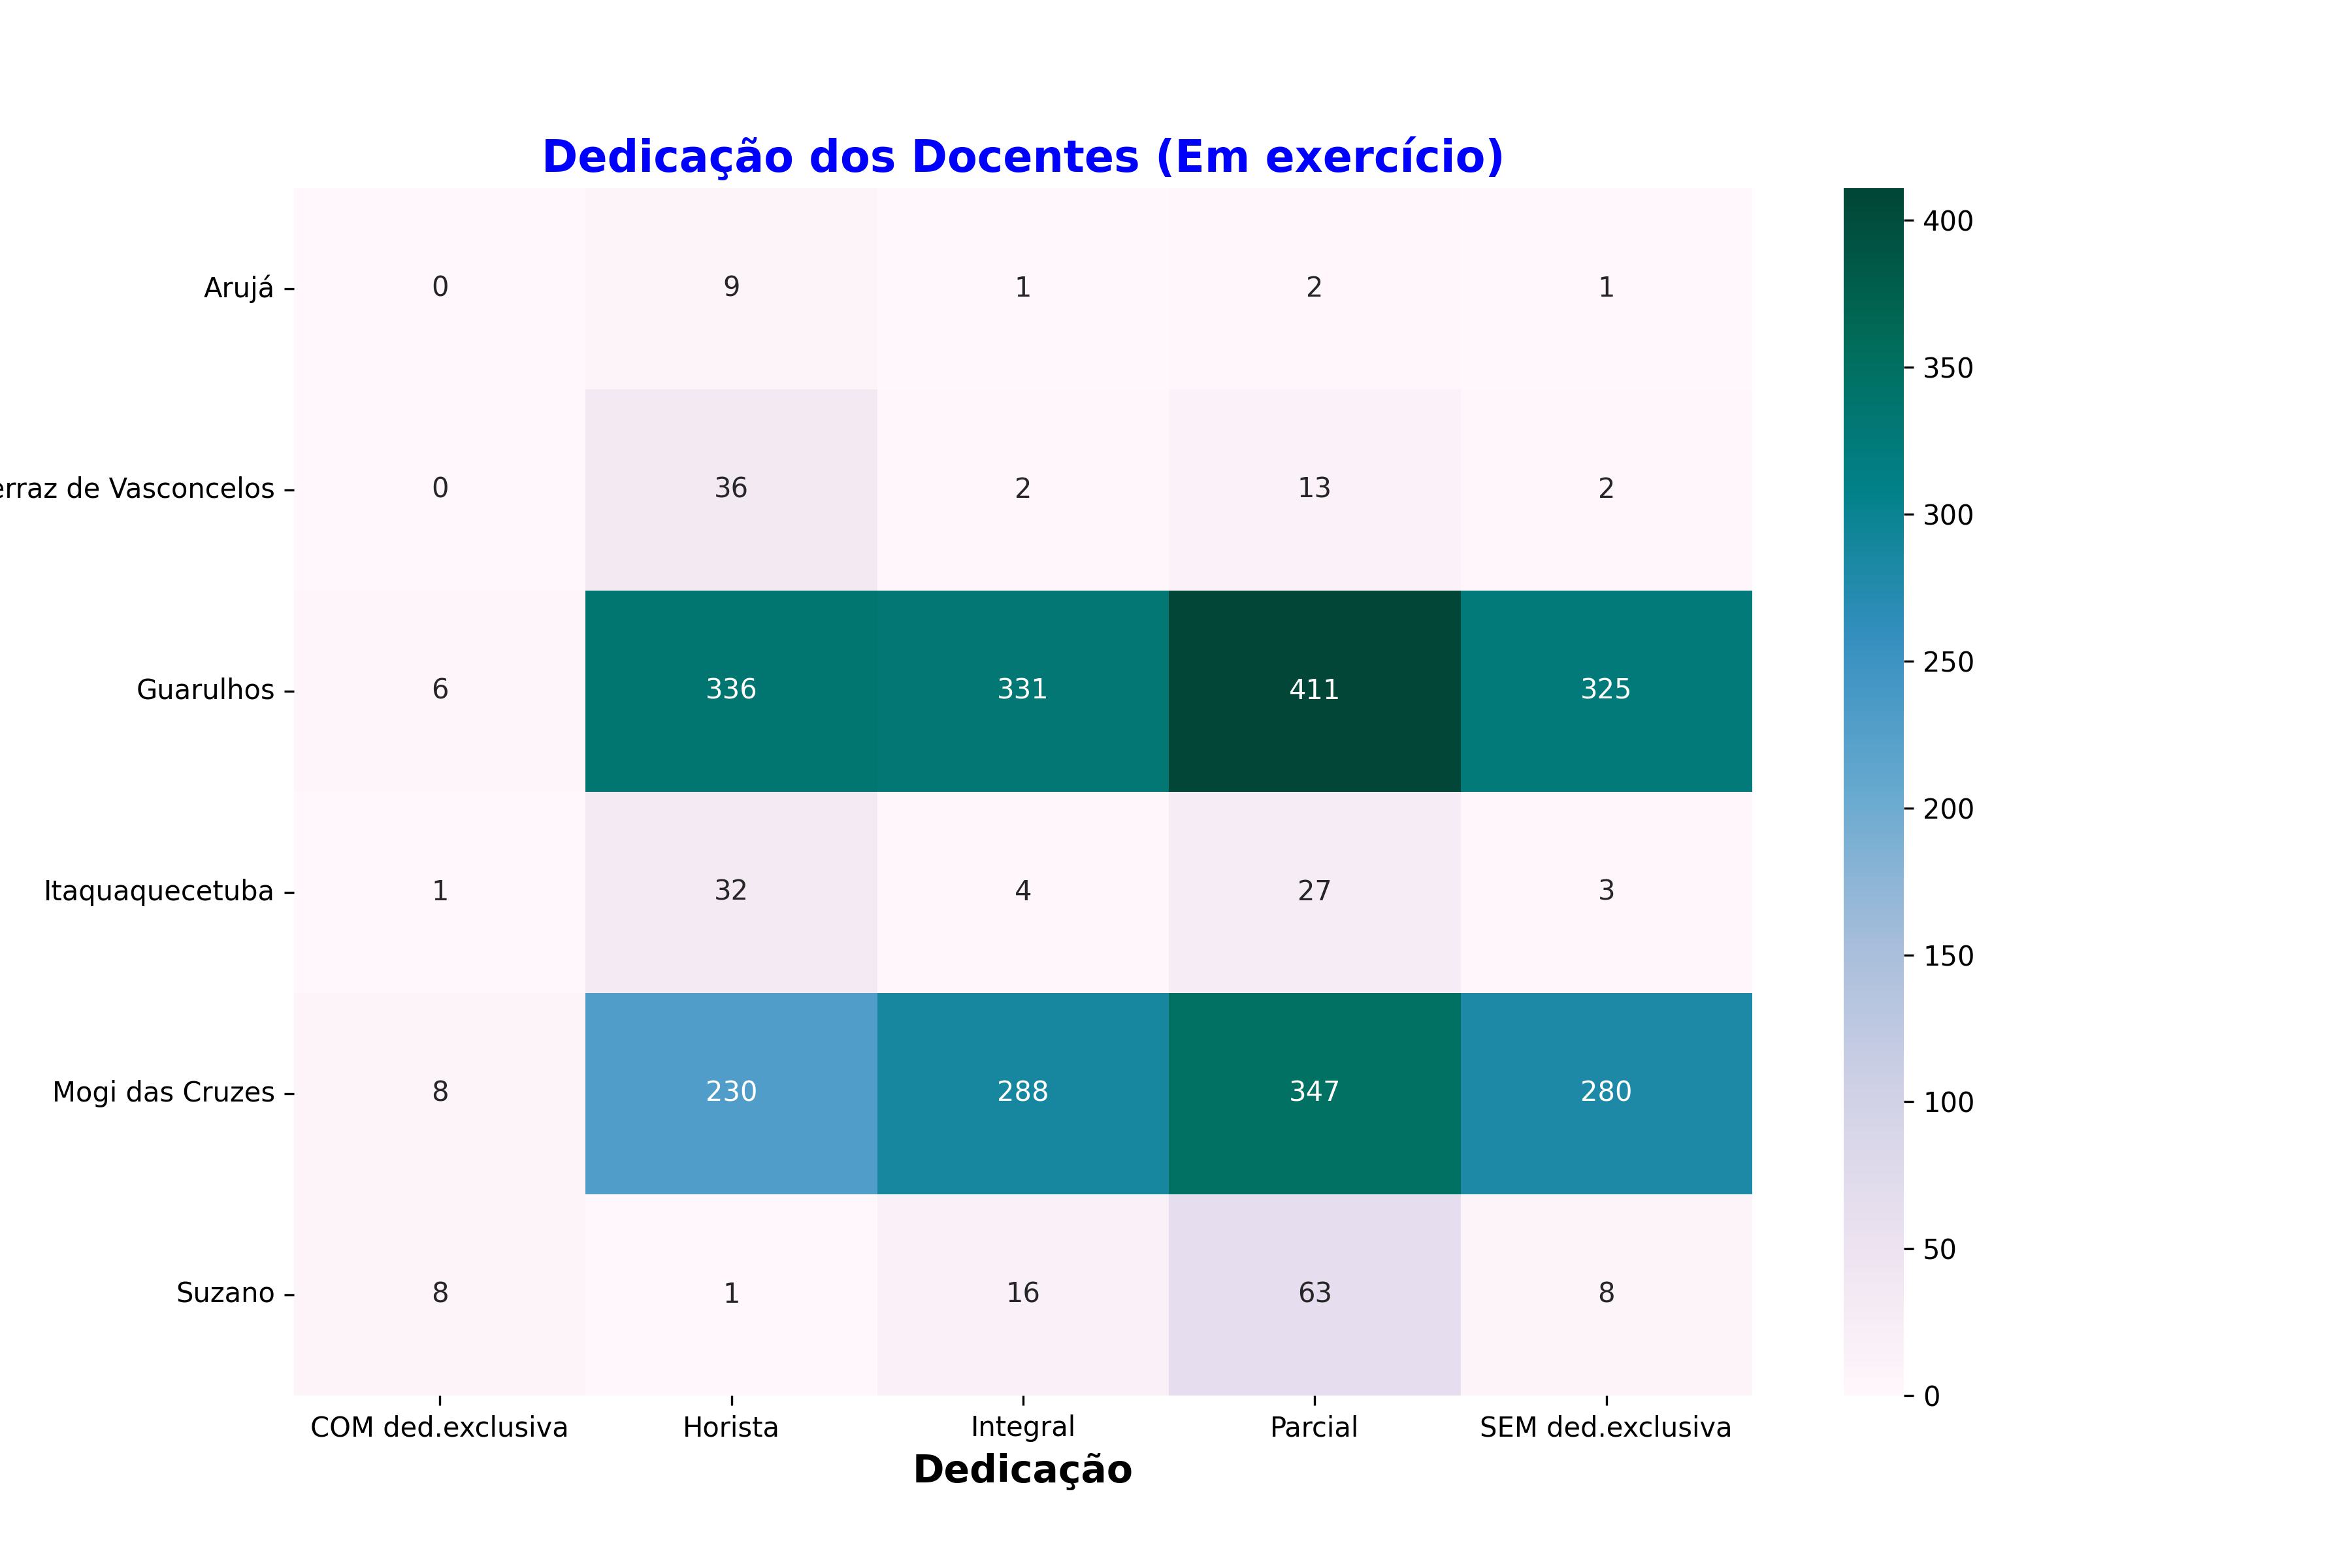 Dedicação dos Docentes (Em exercício)
Arujá 0 9 1 2 1
erraz de Vasconcelos 0 36 2 13 2
Guarulhos 6 336 331 411 325
Itaquaquecetuba 1 32 4 27 3
Mogi das Cruzes 8 230 288 347 280
Suzano 8 1 16 63 8
COM ded.exclusiva Horista Integral Parcial SEM ded.exclusiva
Dedicação
400
350
300
250
200
150
100
50
0